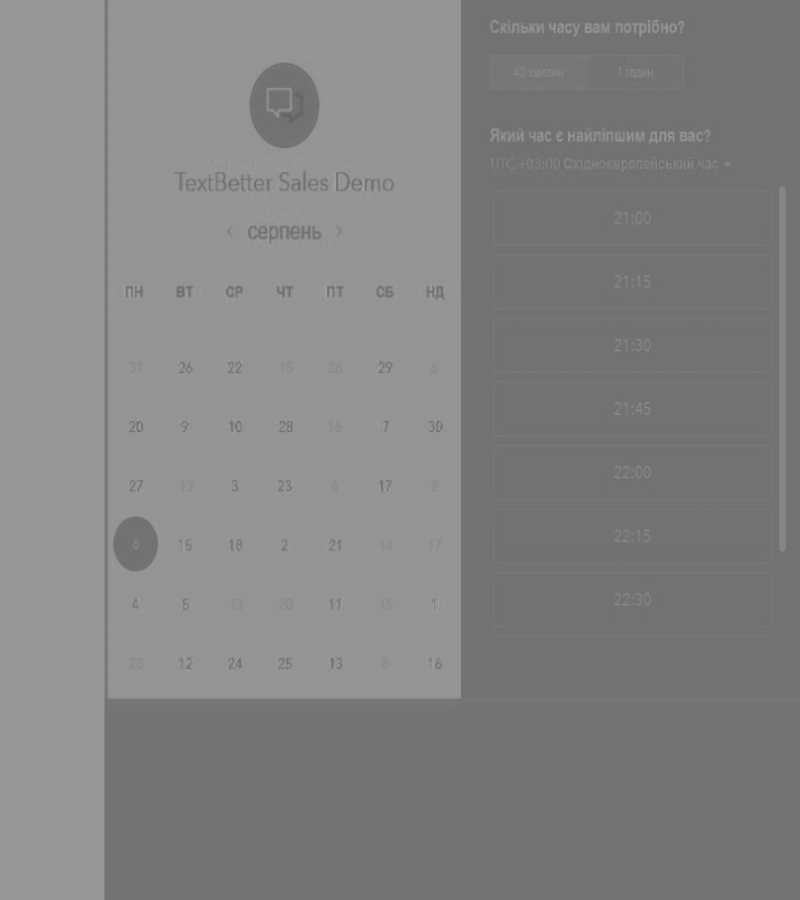 TextBetter Sales Demo
‹ серпень ›
ПН ВТ СР ЧТ ПТ СБ НД
31 26 22 15 26 29 6
20 9 10 28 16 7 30
27 13 3 23 6 17 8
6 15 18 2 21 14 17
4 5 13 20 11 15 1
28 12 24 25 13 8 16
Скільки часу вам потрібно?
40 хвилин 1 годин
Який час є найліпшим для вас?
UTC +03:00 Східноєвропейський час
21:00
21:15
21:30
21:45
22:00
22:15
22:30